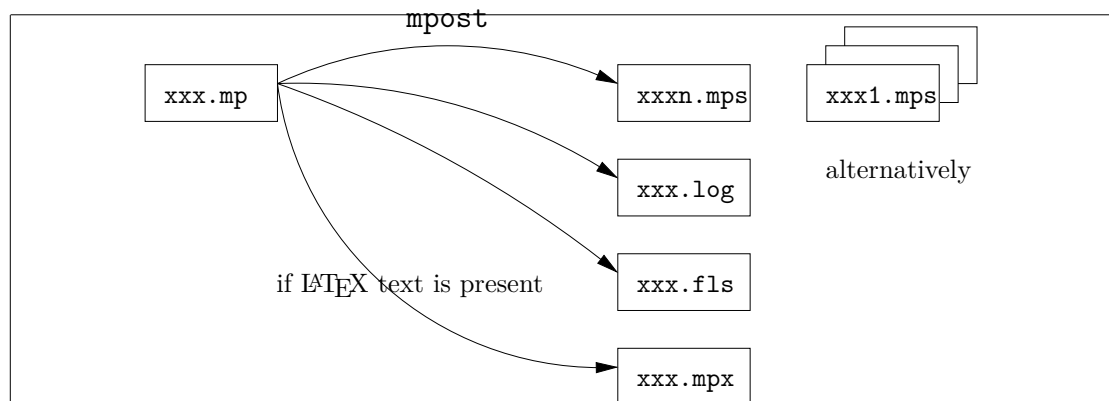 mpost
xxx.mp
xxxn.mps
xxx1.mps
alternatively
xxx.log
if LATEX text is present
xxx.fls
xxx.mpx